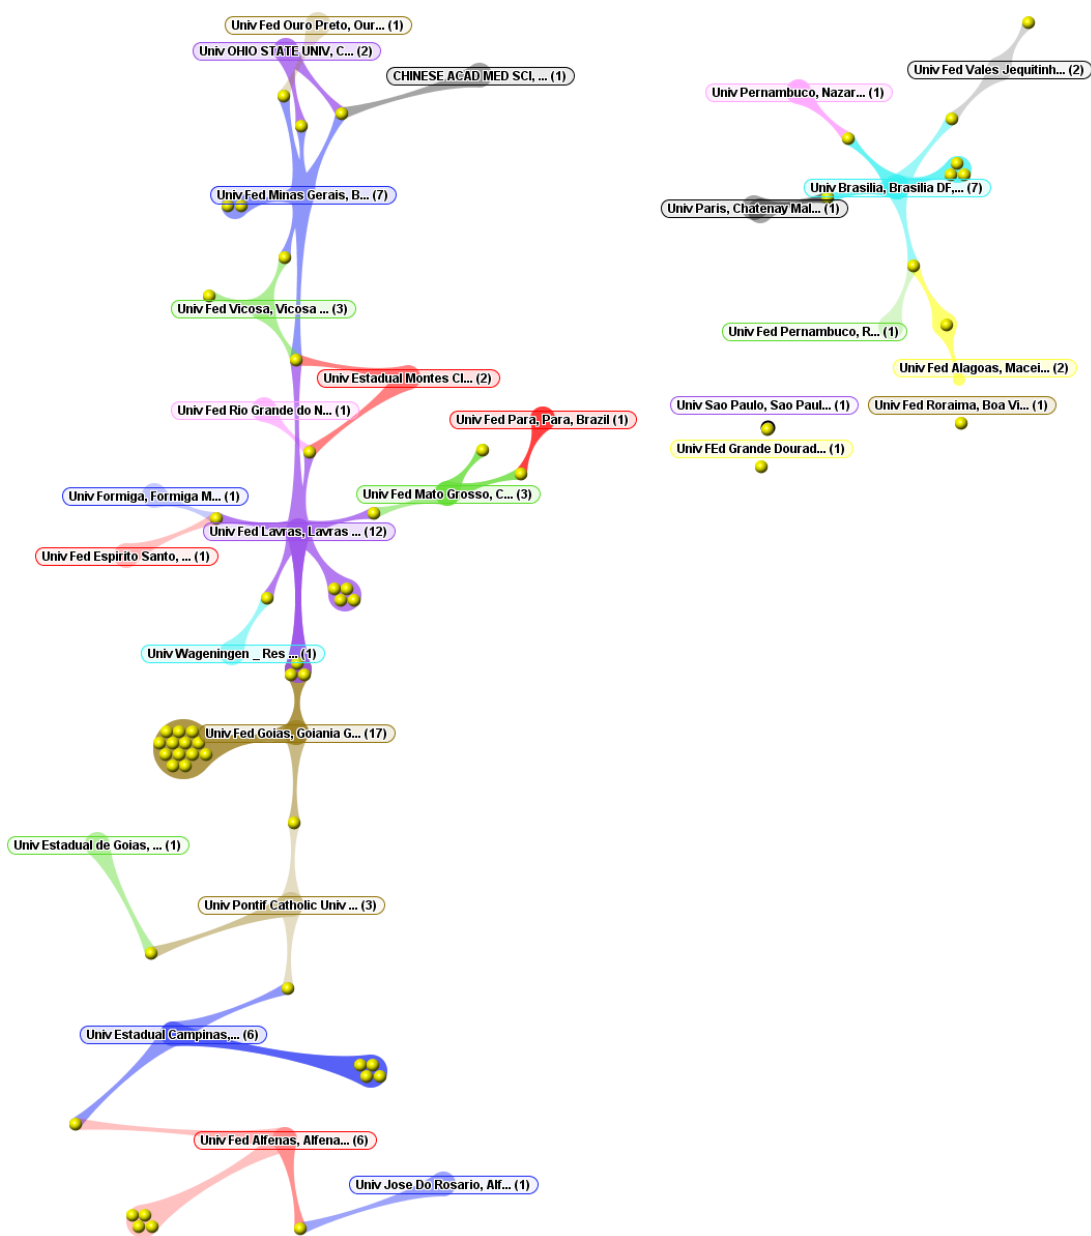 Univ Fed Ouro Preto, Our... (1)
Univ OHIO STATE UNIV, C... (2)
CHINESE ACAD MED SCI, ... (1)
Univ Fed Minas Gerais, B... (7)
Univ Fed Vicosa, Vicosa ... (3)
Univ Estadual Montes Cl... (2)
Univ Fed Rio Grande do N... (1)
Univ Fed Para, Para, Brazil (1)
Univ Formiga, Formiga M... (1)
Univ Fed Mato Grosso, C... (3)
Univ Fed Lavras, Lavras ... (12)
Univ Fed Espirito Santo, ... (1)
Univ Wageningen _ Res ... (1)
Univ Fed Goias, Goiania G... (17)
Univ Estadual de Goias, ... (1)
Univ Pontif Catholic Univ ... (3)
Univ Estadual Campinas,... (6)
Univ Fed Alfenas, Alfena... (6)
Univ Jose Do Rosario, Alf... (1)
Univ Fed Vales Jequitinh... (2)
Univ Pernambuco, Nazar... (1)
Univ Brasilia, Brasilia DF,... (7)
Univ Paris, Chatenay Mal... (1)
Univ Fed Pernambuco, R... (1)
Univ Fed Alagoas, Macei... (2)
Univ Sao Paulo, Sao Paul... (1)
Univ Fed Roraima, Boa Vi... (1)
Univ FEd Grande Dourad... (1)